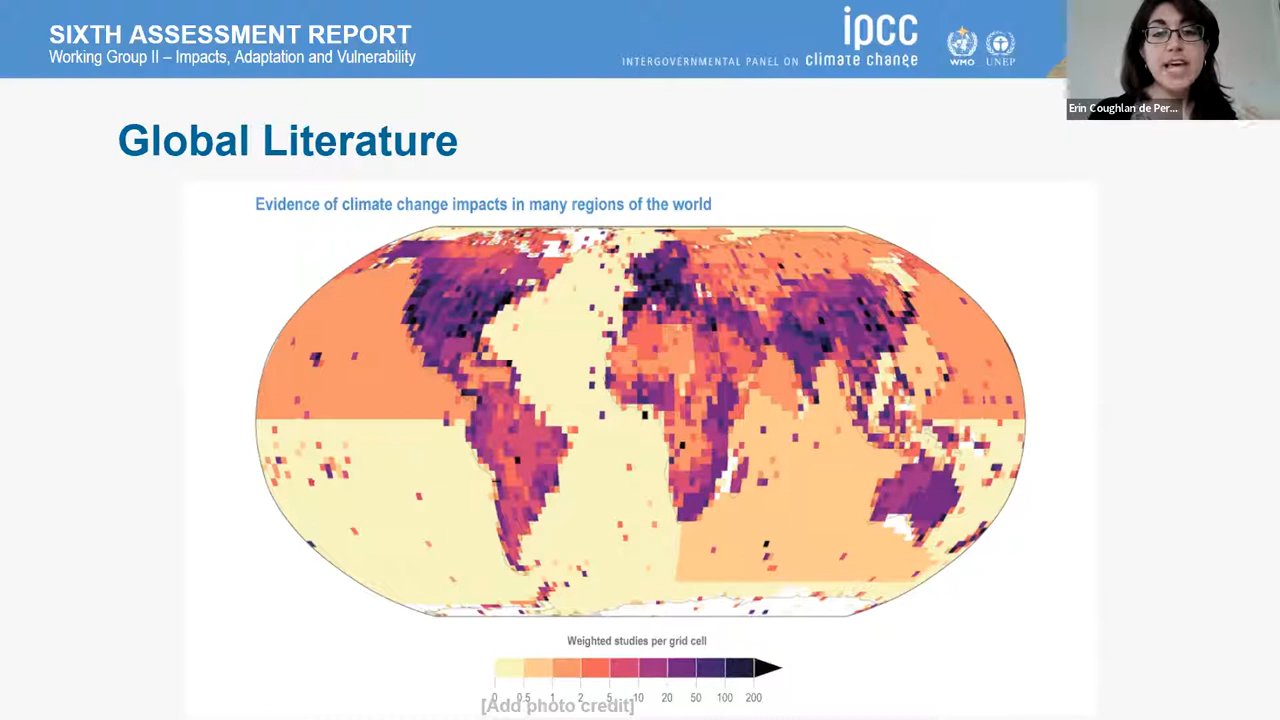 SIXTH ASSESSMENT REPORT
Working Group II – Impacts, Adaptation and Vulnerability
ipcc
INTERGOVERNMENTAL PANEL ON climate change
WMO UNEP
Erin Coughlan de Per...
Global Literature
Evidence of climate change impacts in many regions of the world
Weighted studies per grid cell
0 0.5 1 2 5 10 20 50 100 200
[Add photo credit]